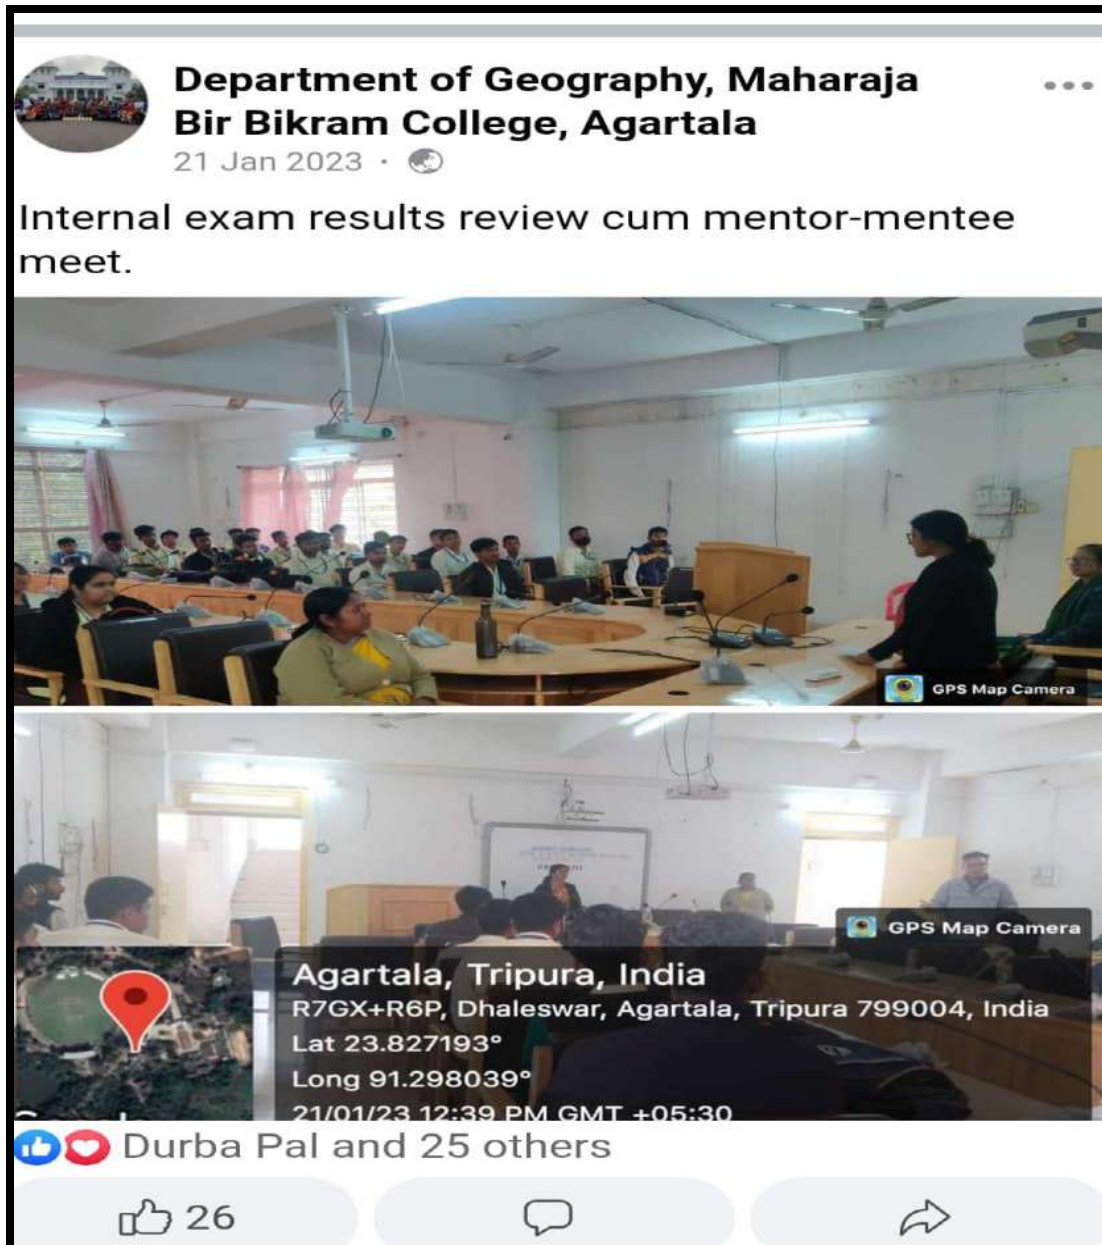 Department of Geography, Maharaja
Bir Bikram College, Agartala
21 Jan 2023 ·
Internal exam results review cum mentor-mentee
meet.
GPS Map Camera
GPS Map Camera
Agartala, Tripura, India
R7GX+R6P, Dhaleswar, Agartala, Tripura 799004, India
Lat 23.827193°
Long 91.298039°
21/01/23 12:39 PM GMT +05:30
Durba Pal and 25 others
26